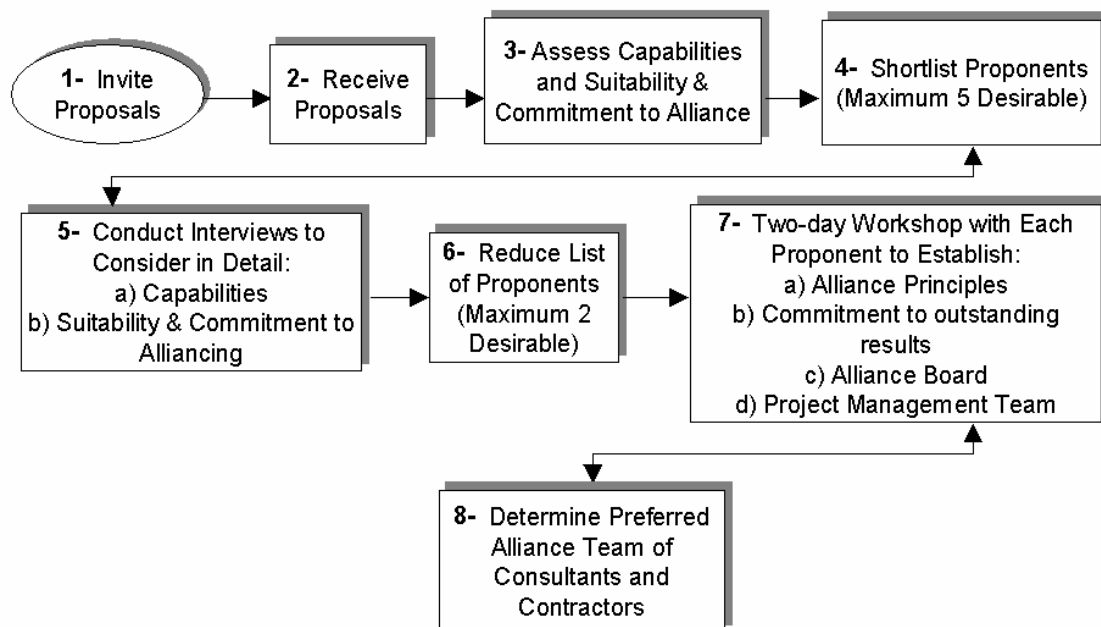 1- Invite
Proposals
2- Receive
Proposals
3- Assess Capabilities
and Suitability &
Commitment to Alliance
4- Shortlist Proponents
(Maximum 5 Desirable)
5- Conduct Interviews to
Consider in Detail:
a) Capabilities
b) Suitability & Commitment to
Alliancing
6- Reduce List
of Proponents
(Maximum 2
Desirable)
7- Two-day Workshop with Each
Proponent to Establish:
a) Alliance Principles
b) Commitment to outstanding
results
c) Alliance Board
d) Project Management Team
8- Determine Preferred
Alliance Team of
Consultants and
Contractors